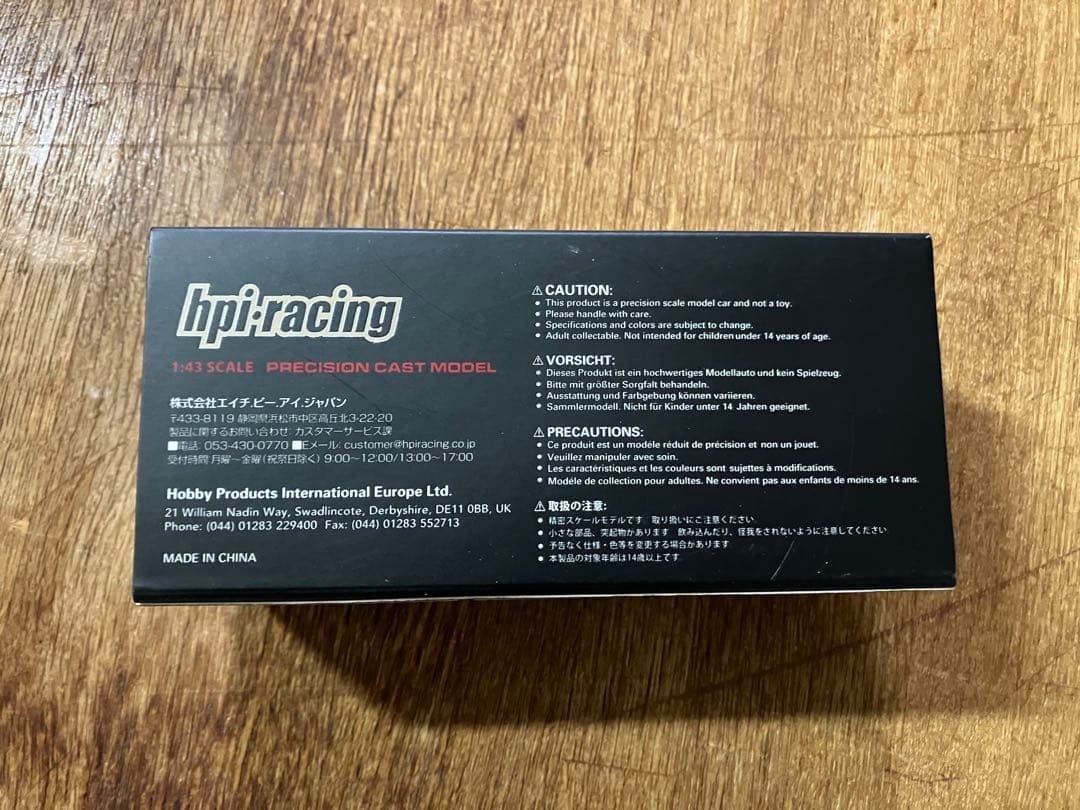 hpi·racing
1:43 SCALE PRECISION CAST MODEL
株式会社エイチ.ピー.アイ.ジャパン
〒433-8119 静岡県浜松市中区高丘北3-22-20
製品に関するお問い合わせ: カスタマーサービス課
■電話: 053-430-0770 ■Eメール: customer@hpiracing.co.jp
受付時間 月曜～金曜(祝祭日除く) 9:00~12:00/13:00~17:00
Hobby Products International Europe Ltd.
21 William Nadin Way, Swadlincote, Derbyshire, DE11 0BB, UK
Phone: (044) 01283 229400 Fax: (044) 01283 552713
MADE IN CHINA
⚠ CAUTION:
• This product is a precision scale model car and not a toy.
• Please handle with care.
• Specifications and colors are subject to change.
• Adult collectable. Not intended for children under 14 years of age.
⚠ VORSICHT:
• Dieses Produkt ist ein hochwertiges Modellauto und kein Spielzeug.
• Bitte mit größter Sorgfalt behandeln.
• Ausstattung und Farbgebung können variieren.
• Sammlermodell. Nicht für Kinder unter 14 Jahren geeignet.
⚠ PRECAUTIONS:
• Ce produit est un modèle réduit de précision et non un jouet.
• Veuillez manipuler avec soin.
• Les caractéristiques et les couleurs sont sujettes à modifications.
• Modéle de collection pour adultes. Ne convient pas aux enfants de moins de 14 ans.
⚠ 取扱の注意:
• 精密スケールモデルです 取り扱いにご注意ください
• 小さな部品、突起物があります 飲み込んだり、怪我をされないように注意してください
• 予告なく仕様・色等を変更する場合があります
• 本製品の対象年齢は14歳以上です